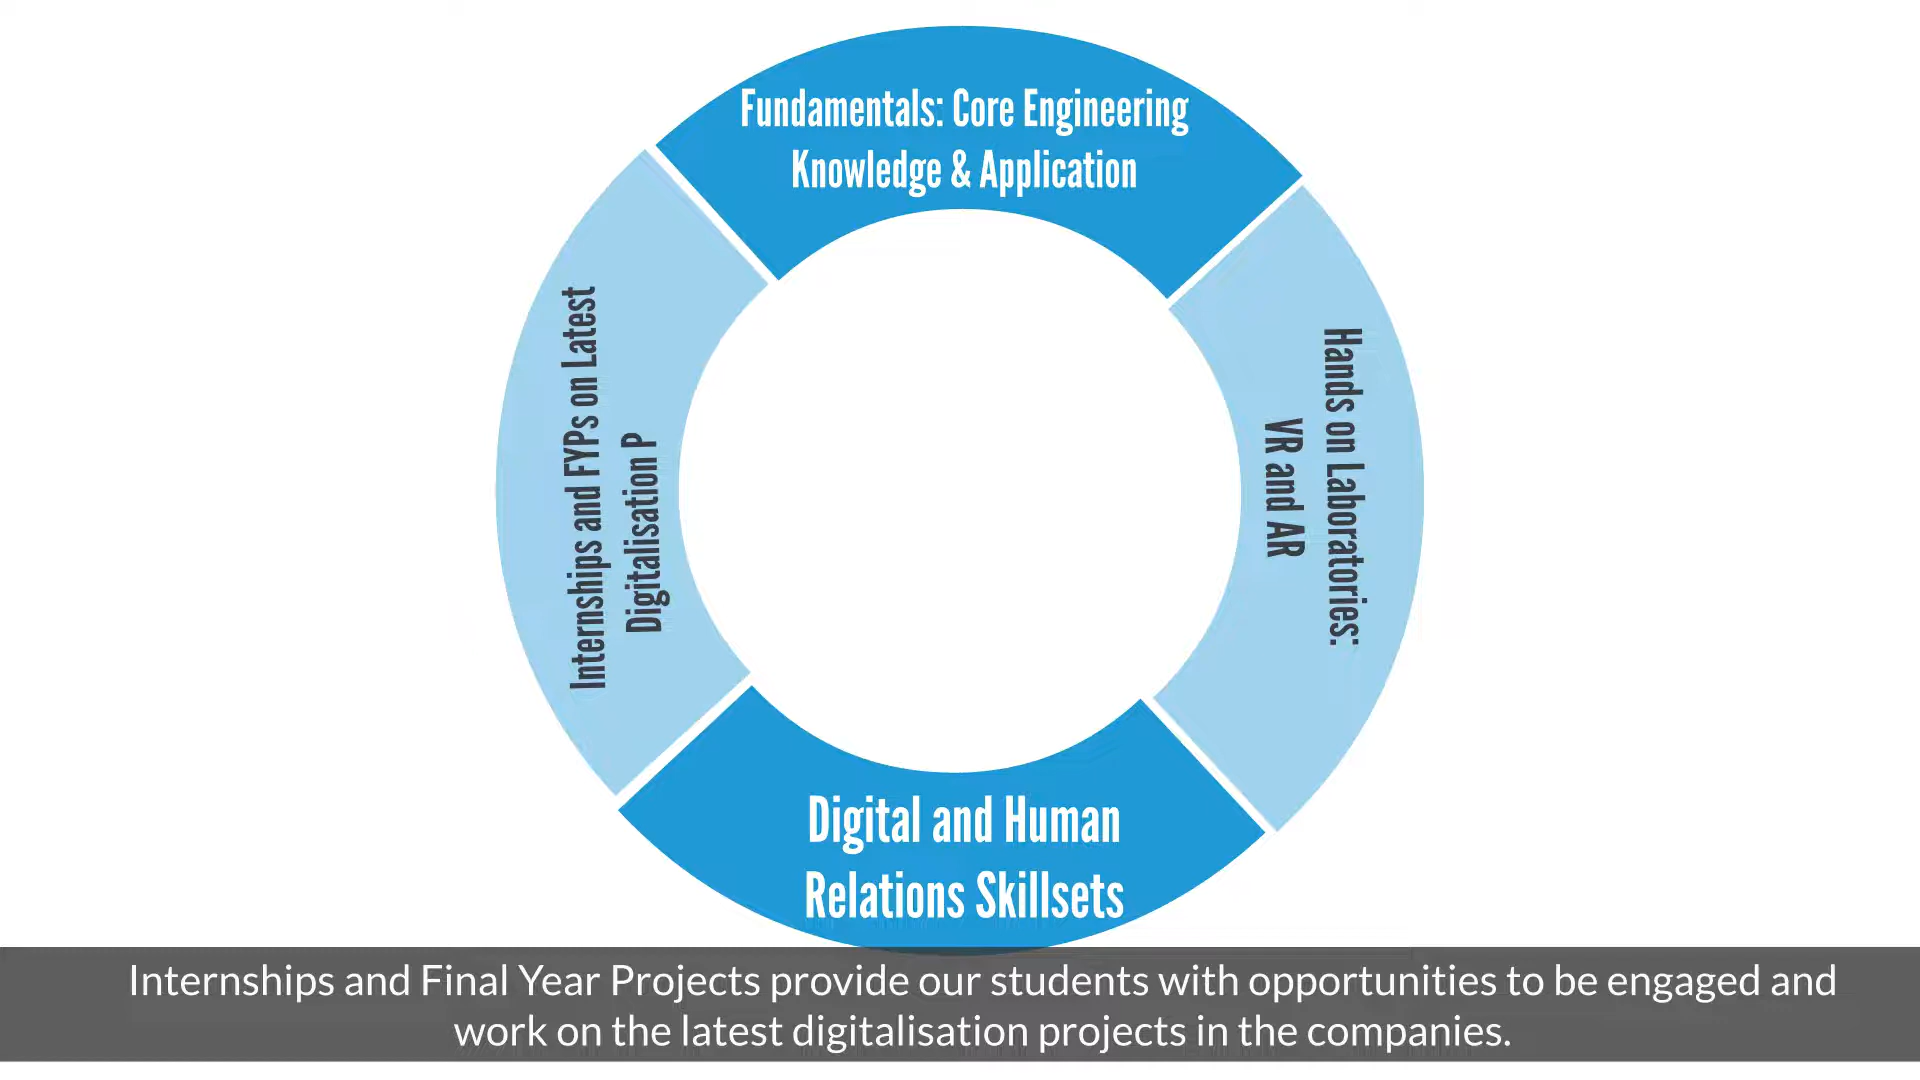 Fundamentals: Core Engineering
Knowledge & Application
Hands on Laboratories:
VR and AR
Digital and Human
Relations Skillsets
Internships and FYPs on Latest
Digitalisation P
Internships and Final Year Projects provide our students with opportunities to be engaged and
work on the latest digitalisation projects in the companies.